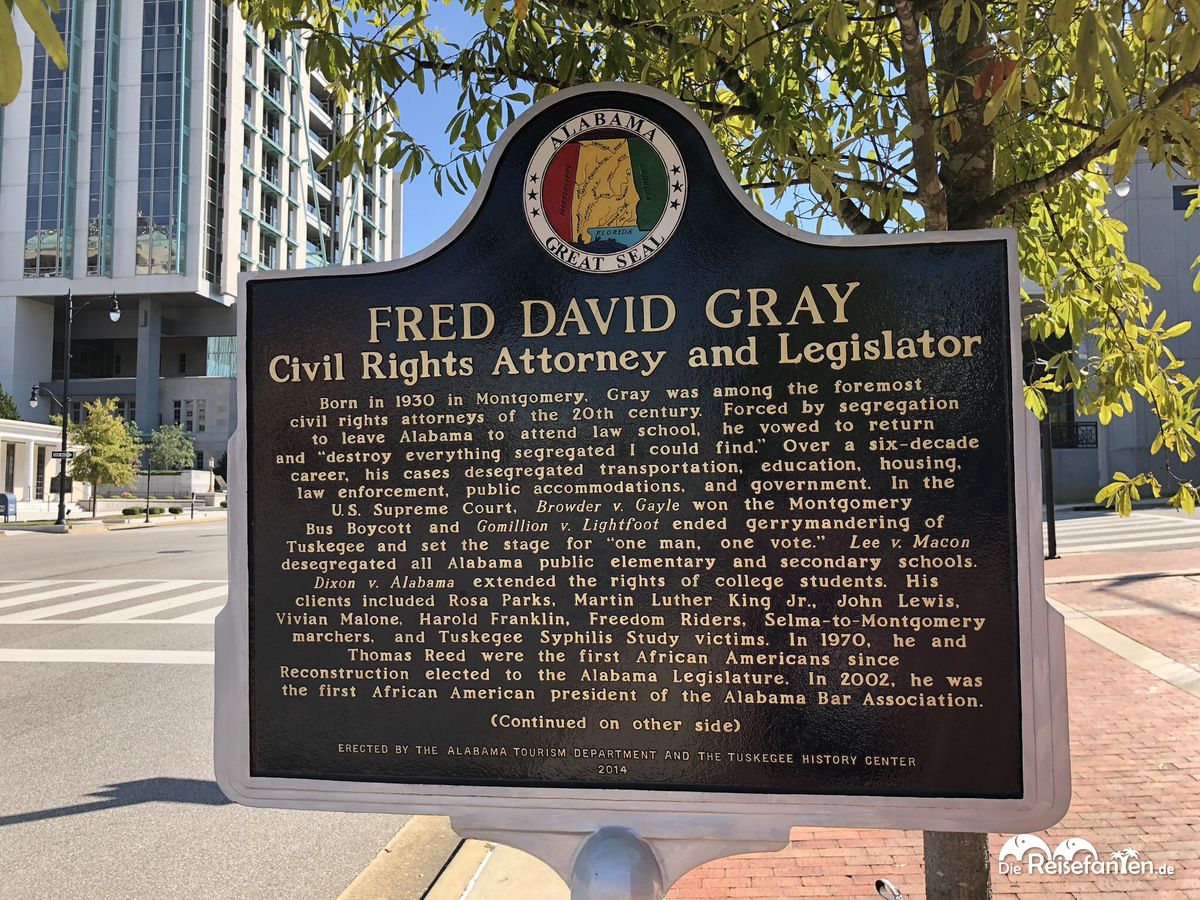 ALABAMA
MISSISSIPPI
GEORGIA
FLORIDA
GREAT SEAL
FRED DAVID GRAY
Civil Rights Attorney and Legislator
Born in 1930 in Montgomery, Gray was among the foremost
civil rights attorneys of the 20th century. Forced by segregation
to leave Alabama to attend law school, he vowed to return
and “destroy everything segregated I could find.” Over a six-decade
career, his cases desegregated transportation, education, housing,
law enforcement, public accommodations, and government. In the
U.S. Supreme Court, Browder v. Gayle won the Montgomery
Bus Boycott and Gomillion v. Lightfoot ended gerrymandering of
Tuskegee and set the stage for “one man, one vote.” Lee v. Macon
desegregated all Alabama public elementary and secondary schools.
Dixon v. Alabama extended the rights of college students. His
clients included Rosa Parks, Martin Luther King Jr., John Lewis,
Vivian Malone, Harold Franklin, Freedom Riders, Selma-to-Montgomery
marchers, and Tuskegee Syphilis Study victims. In 1970, he and
Thomas Reed were the first African Americans since
Reconstruction elected to the Alabama Legislature. In 2002, he was
the first African American president of the Alabama Bar Association.
(Continued on other side)
ERECTED BY THE ALABAMA TOURISM DEPARTMENT AND THE TUSKEGEE HISTORY CENTER
2014
Die Reisefanten.de